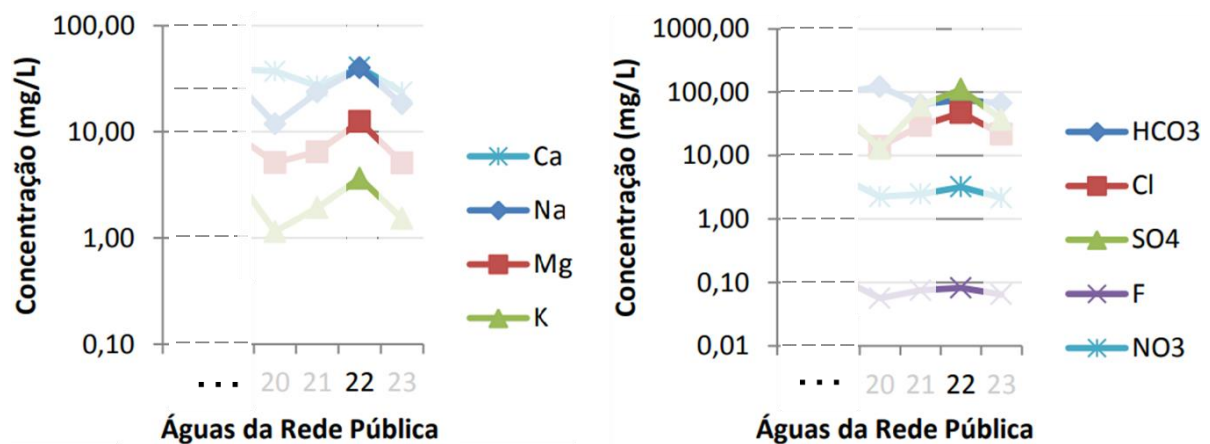 Concentração (mg/L)
100,00
10,00
1,00
0,10
... 20 21 22 23
Águas da Rede Pública
Ca
Na
Mg
K
Concentração (mg/L)
1000,00
100,00
10,00
1,00
0,10
0,01
... 20 21 22 23
Águas da Rede Pública
HCO3
Cl
SO4
F
NO3